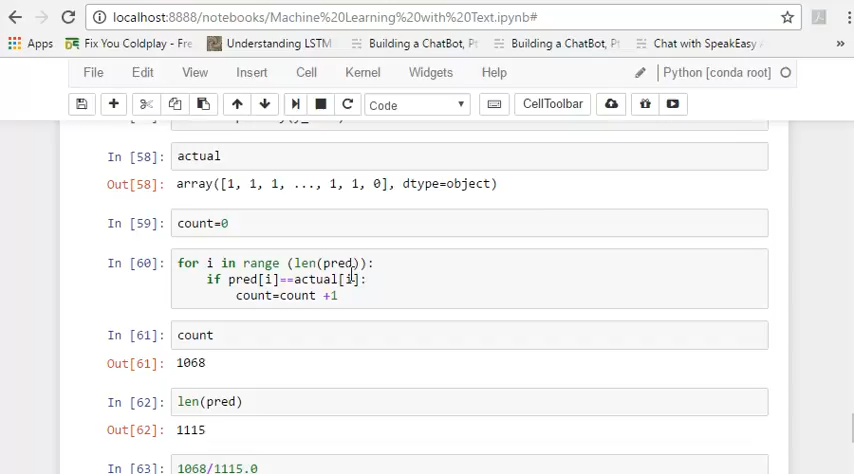 localhost:8888/notebooks/Machine%20Learning%20with%20Text.ipynb#
Apps Fix You Coldplay - Fre Understanding LSTM Building a ChatBot, Building a ChatBot, Chat with SpeakEasy »
File Edit View Insert Cell Kernel Widgets Help Python [conda root]
Code CellToolbar
In [58]: actual
Out[58]: array([1, 1, 1, ..., 1, 1, 0], dtype=object)
In [59]: count=0
In [60]: for i in range (len(pred)):
if pred[i]==actual[i]:
count=count +1
In [61]: count
Out[61]: 1068
In [62]: len(pred)
Out[62]: 1115
In [63]: 1068/1115.0